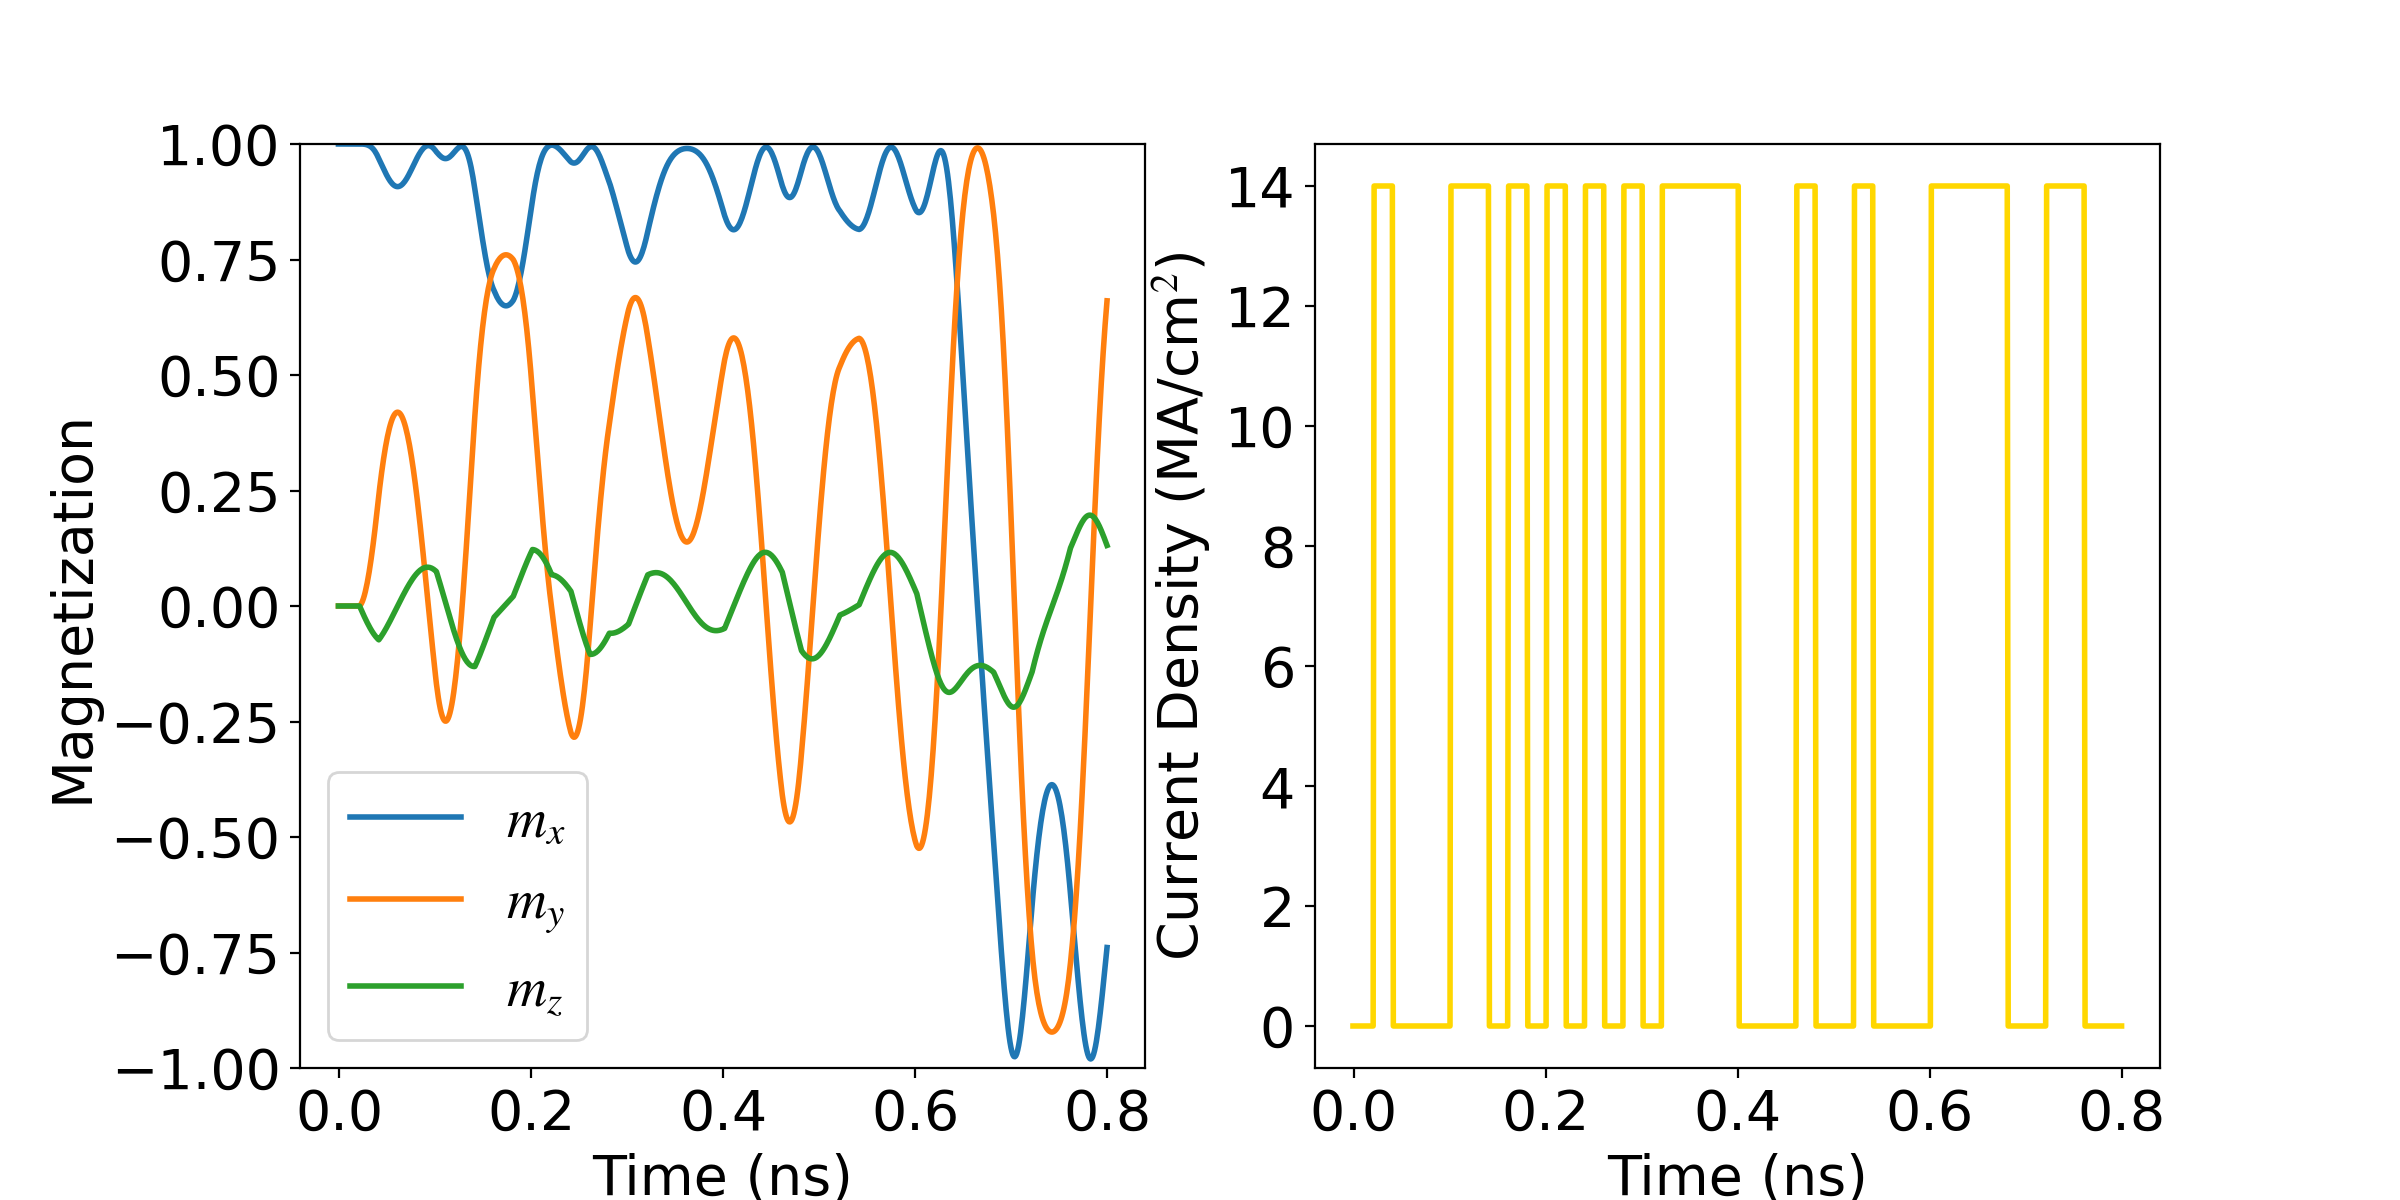 1.00
0.75
0.50
0.25
0.00
−0.25
−0.50
−0.75
−1.00
Magnetization
m_x
m_y
m_z
0.0 0.2 0.4 0.6 0.8
Time (ns)
14
12
10
8
6
4
2
0
Current Density (MA/cm²)
0.0 0.2 0.4 0.6 0.8
Time (ns)